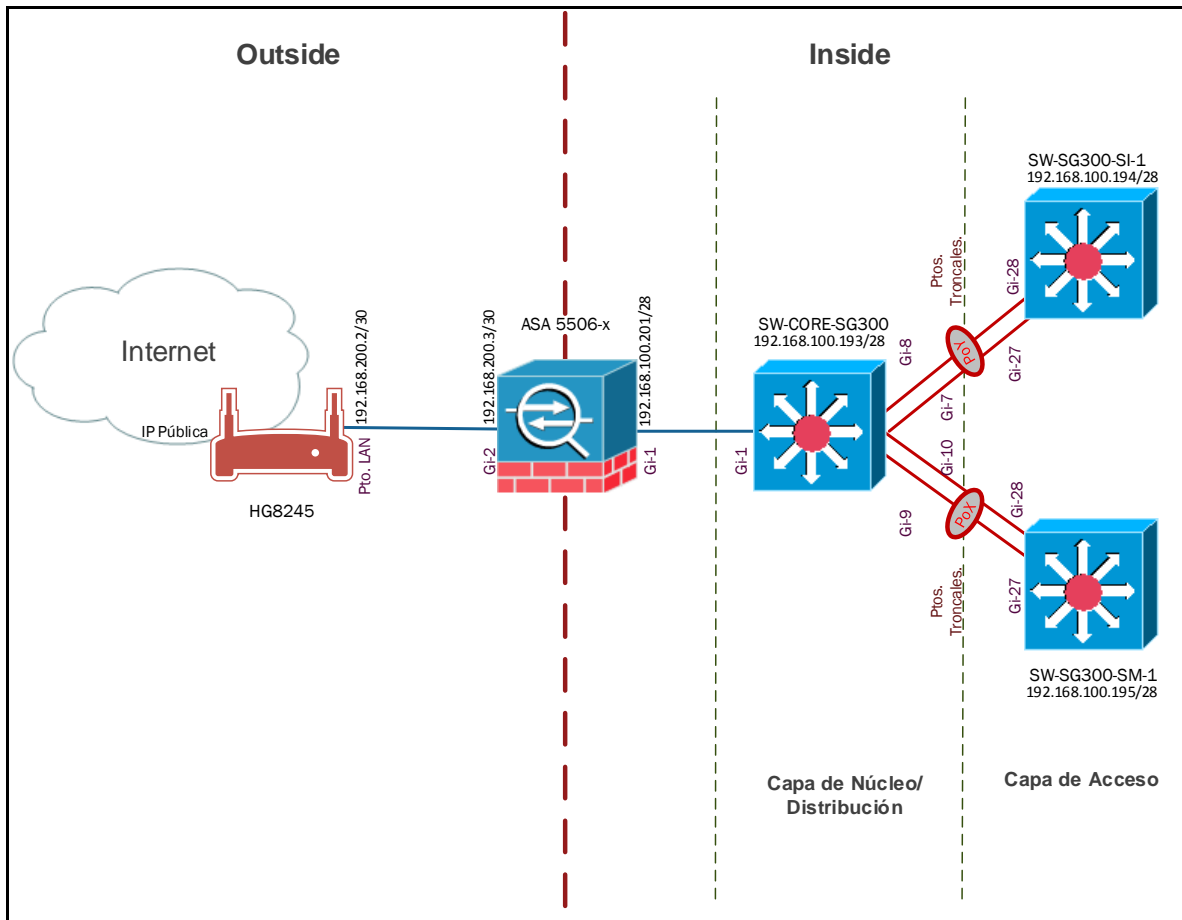 Outside
Inside
SW-SG300-SI-1
192.168.100.194/28
Ptos.
Troncales.
Gi-28
Gi-27
PoY
Gi-8
Gi-7
Internet
IP Pública
HG8245
192.168.200.2/30
Pto. LAN
ASA 5506-x
192.168.200.3/30
192.168.100.201/28
Gi-2
Gi-1
SW-CORE-SG300
192.168.100.193/28
Gi-1
Gi-10
Gi-9
PoX
Gi-28
Gi-27
Ptos.
Troncales.
SW-SG300-SM-1
192.168.100.195/28
Capa de Núcleo/
Distribución
Capa de Acceso